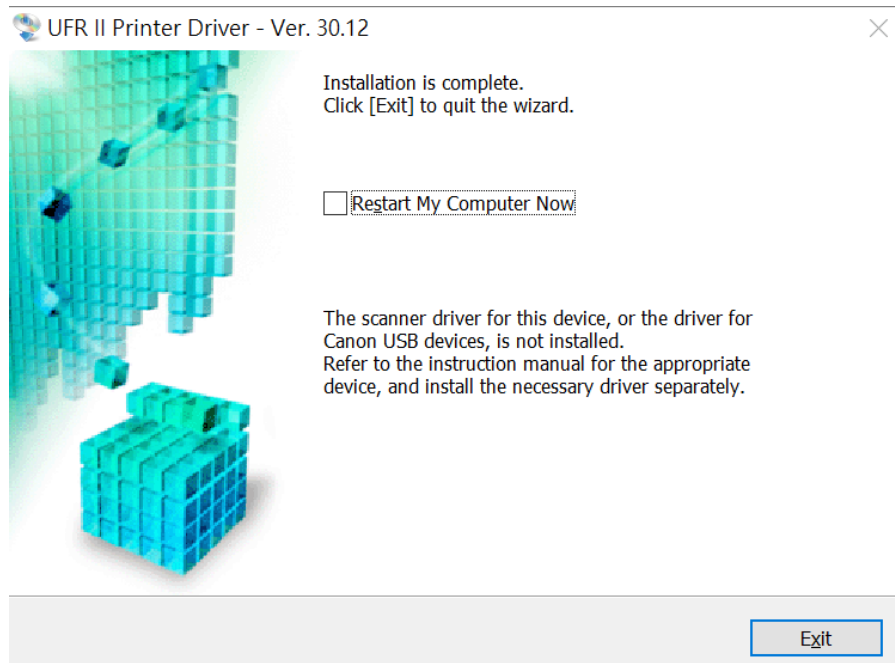 UFR II Printer Driver - Ver. 30.12
Installation is complete.
Click [Exit] to quit the wizard.
Restart My Computer Now
The scanner driver for this device, or the driver for
Canon USB devices, is not installed.
Refer to the instruction manual for the appropriate
device, and install the necessary driver separately.
Exit